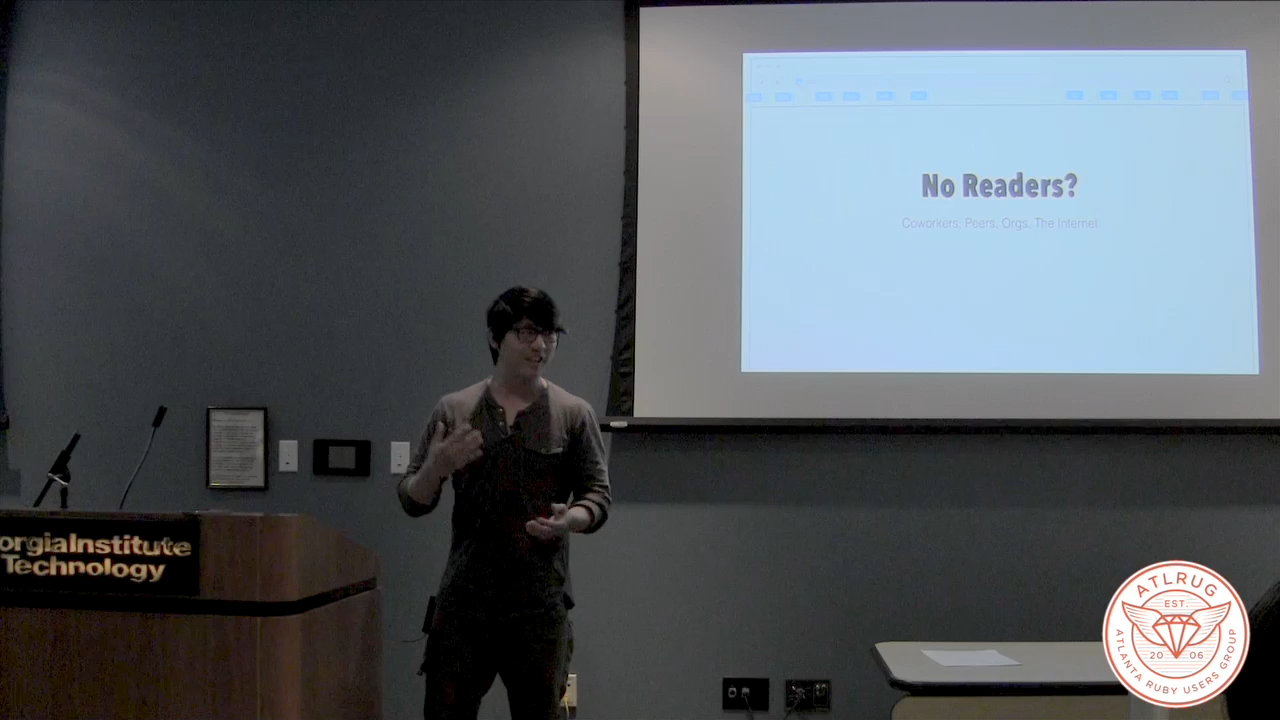 No Readers?
Coworkers, Peers, Orgs, The Internet
orgiaInstitute
Technology
ATLRUG
EST.
20 06
ATLANTA RUBY USERS GROUP